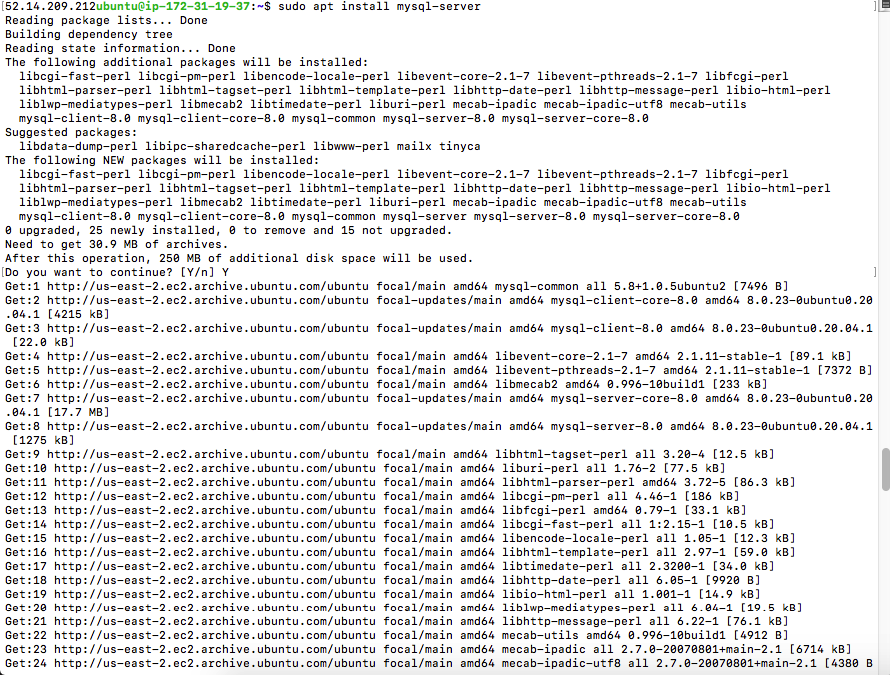 [52.14.209.212ubuntu@ip-172-31-19-37:~$ sudo apt install mysql-server ]
Reading package lists... Done
Building dependency tree
Reading state information... Done
The following additional packages will be installed:
  libcgi-fast-perl libcgi-pm-perl libencode-locale-perl libevent-core-2.1-7 libevent-pthreads-2.1-7 libfcgi-perl
  libhtml-parser-perl libhtml-tagset-perl libhtml-template-perl libhttp-date-perl libhttp-message-perl libio-html-perl
  liblwp-mediatypes-perl libmecab2 libtimedate-perl liburi-perl mecab-ipadic mecab-ipadic-utf8 mecab-utils
  mysql-client-8.0 mysql-client-core-8.0 mysql-common mysql-server-8.0 mysql-server-core-8.0
Suggested packages:
  libdata-dump-perl libipc-sharedcache-perl libwww-perl mailx tinyca
The following NEW packages will be installed:
  libcgi-fast-perl libcgi-pm-perl libencode-locale-perl libevent-core-2.1-7 libevent-pthreads-2.1-7 libfcgi-perl
  libhtml-parser-perl libhtml-tagset-perl libhtml-template-perl libhttp-date-perl libhttp-message-perl libio-html-perl
  liblwp-mediatypes-perl libmecab2 libtimedate-perl liburi-perl mecab-ipadic mecab-ipadic-utf8 mecab-utils
  mysql-client-8.0 mysql-client-core-8.0 mysql-common mysql-server mysql-server-8.0 mysql-server-core-8.0
0 upgraded, 25 newly installed, 0 to remove and 15 not upgraded.
Need to get 30.9 MB of archives.
After this operation, 250 MB of additional disk space will be used.
[Do you want to continue? [Y/n] Y ]
Get:1 http://us-east-2.ec2.archive.ubuntu.com/ubuntu focal/main amd64 mysql-common all 5.8+1.0.5ubuntu2 [7496 B]
Get:2 http://us-east-2.ec2.archive.ubuntu.com/ubuntu focal-updates/main amd64 mysql-client-core-8.0 amd64 8.0.23-0ubuntu0.20
.04.1 [4215 kB]
Get:3 http://us-east-2.ec2.archive.ubuntu.com/ubuntu focal-updates/main amd64 mysql-client-8.0 amd64 8.0.23-0ubuntu0.20.04.1
 [22.0 kB]
Get:4 http://us-east-2.ec2.archive.ubuntu.com/ubuntu focal/main amd64 libevent-core-2.1-7 amd64 2.1.11-stable-1 [89.1 kB]
Get:5 http://us-east-2.ec2.archive.ubuntu.com/ubuntu focal/main amd64 libevent-pthreads-2.1-7 amd64 2.1.11-stable-1 [7372 B]
Get:6 http://us-east-2.ec2.archive.ubuntu.com/ubuntu focal/main amd64 libmecab2 amd64 0.996-10build1 [233 kB]
Get:7 http://us-east-2.ec2.archive.ubuntu.com/ubuntu focal-updates/main amd64 mysql-server-core-8.0 amd64 8.0.23-0ubuntu0.20
.04.1 [17.7 MB]
Get:8 http://us-east-2.ec2.archive.ubuntu.com/ubuntu focal-updates/main amd64 mysql-server-8.0 amd64 8.0.23-0ubuntu0.20.04.1
 [1275 kB]
Get:9 http://us-east-2.ec2.archive.ubuntu.com/ubuntu focal/main amd64 libhtml-tagset-perl all 3.20-4 [12.5 kB]
Get:10 http://us-east-2.ec2.archive.ubuntu.com/ubuntu focal/main amd64 liburi-perl all 1.76-2 [77.5 kB]
Get:11 http://us-east-2.ec2.archive.ubuntu.com/ubuntu focal/main amd64 libhtml-parser-perl amd64 3.72-5 [86.3 kB]
Get:12 http://us-east-2.ec2.archive.ubuntu.com/ubuntu focal/main amd64 libcgi-pm-perl all 4.46-1 [186 kB]
Get:13 http://us-east-2.ec2.archive.ubuntu.com/ubuntu focal/main amd64 libfcgi-perl amd64 0.79-1 [33.1 kB]
Get:14 http://us-east-2.ec2.archive.ubuntu.com/ubuntu focal/main amd64 libcgi-fast-perl all 1:2.15-1 [10.5 kB]
Get:15 http://us-east-2.ec2.archive.ubuntu.com/ubuntu focal/main amd64 libencode-locale-perl all 1.05-1 [12.3 kB]
Get:16 http://us-east-2.ec2.archive.ubuntu.com/ubuntu focal/main amd64 libhtml-template-perl all 2.97-1 [59.0 kB]
Get:17 http://us-east-2.ec2.archive.ubuntu.com/ubuntu focal/main amd64 libtimedate-perl all 2.3200-1 [34.0 kB]
Get:18 http://us-east-2.ec2.archive.ubuntu.com/ubuntu focal/main amd64 libhttp-date-perl all 6.05-1 [9920 B]
Get:19 http://us-east-2.ec2.archive.ubuntu.com/ubuntu focal/main amd64 libio-html-perl all 1.001-1 [14.9 kB]
Get:20 http://us-east-2.ec2.archive.ubuntu.com/ubuntu focal/main amd64 liblwp-mediatypes-perl all 6.04-1 [19.5 kB]
Get:21 http://us-east-2.ec2.archive.ubuntu.com/ubuntu focal/main amd64 libhttp-message-perl all 6.22-1 [76.1 kB]
Get:22 http://us-east-2.ec2.archive.ubuntu.com/ubuntu focal/main amd64 mecab-utils amd64 0.996-10build1 [4912 B]
Get:23 http://us-east-2.ec2.archive.ubuntu.com/ubuntu focal/main amd64 mecab-ipadic all 2.7.0-20070801+main-2.1 [6714 kB]
Get:24 http://us-east-2.ec2.archive.ubuntu.com/ubuntu focal/main amd64 mecab-ipadic-utf8 all 2.7.0-20070801+main-2.1 [4380 B